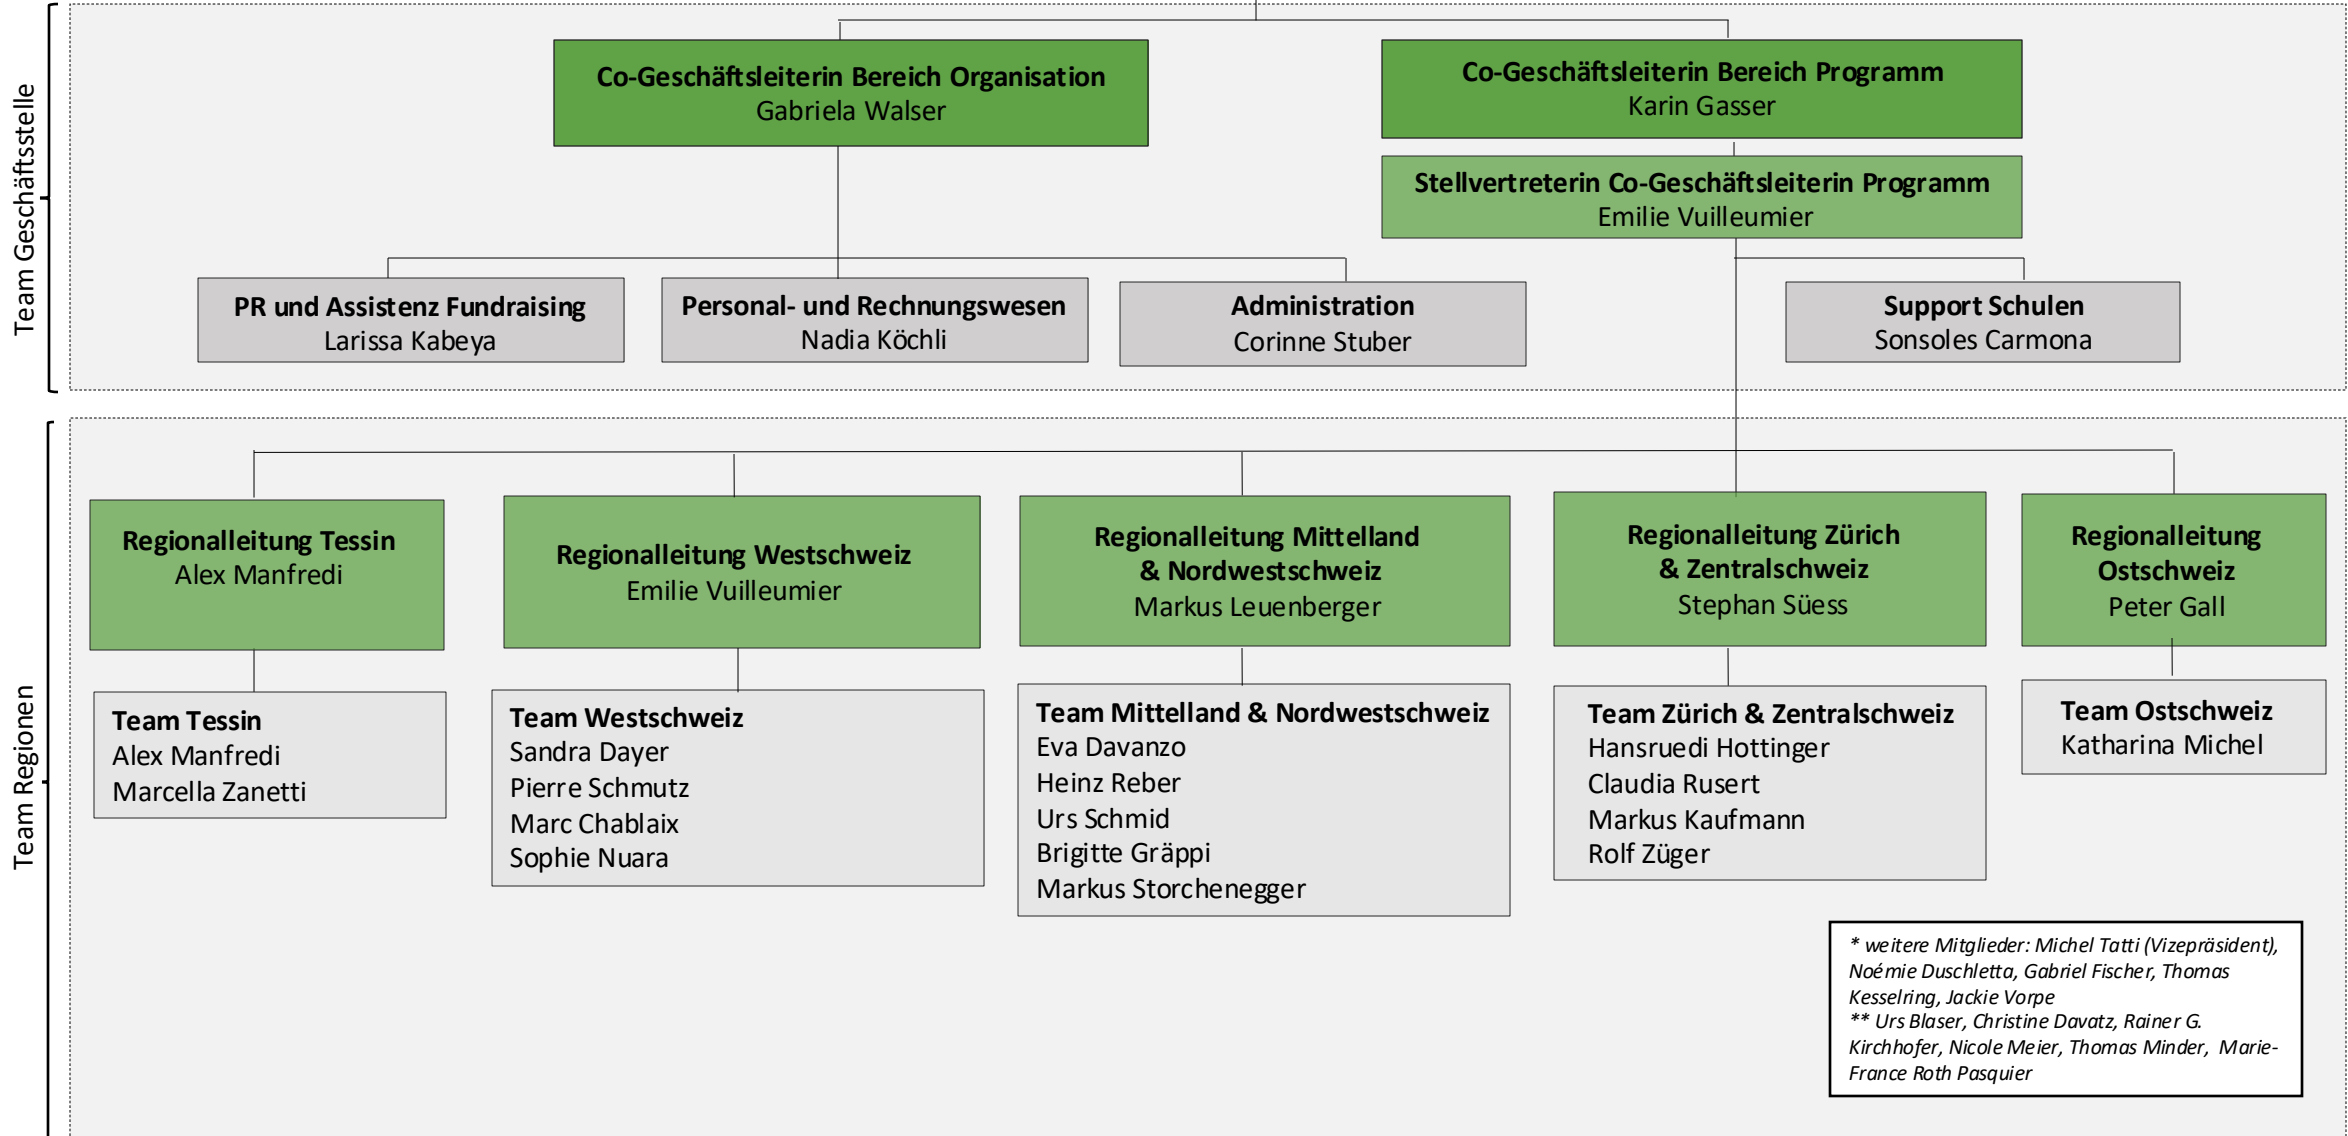 Team Geschäftsstelle
Co-Geschäftsleiterin Bereich Organisation
Gabriela Walser
Co-Geschäftsleiterin Bereich Programm
Karin Gasser
Stellvertreterin Co-Geschäftsleiterin Programm
Emilie Vuilleumier
PR und Assistenz Fundraising
Larissa Kabeya
Personal- und Rechnungswesen
Nadia Köchli
Administration
Corinne Stuber
Support Schulen
Sonsoles Carmona
Team Regionen
Regionalleitung Tessin
Alex Manfredi
Regionalleitung Westschweiz
Emilie Vuilleumier
Regionalleitung Mittelland
& Nordwestschweiz
Markus Leuenberger
Regionalleitung Zürich
& Zentralschweiz
Stephan Süess
Regionalleitung
Ostschweiz
Peter Gall
Team Tessin
Alex Manfredi
Marcella Zanetti
Team Westschweiz
Sandra Dayer
Pierre Schmutz
Marc Chablaix
Sophie Nuara
Team Mittelland & Nordwestschweiz
Eva Davanzo
Heinz Reber
Urs Schmid
Brigitte Gräppi
Markus Storchenegger
Team Zürich & Zentralschweiz
Hansruedi Hottinger
Claudia Rusert
Markus Kaufmann
Rolf Züger
Team Ostschweiz
Katharina Michel
* weitere Mitglieder: Michel Tatti (Vizepräsident),
Noémie Duschletta, Gabriel Fischer, Thomas
Kesselring, Jackie Vorpe
** Urs Blaser, Christine Davatz, Rainer G.
Kirchhofer, Nicole Meier, Thomas Minder, Marie-
France Roth Pasquier